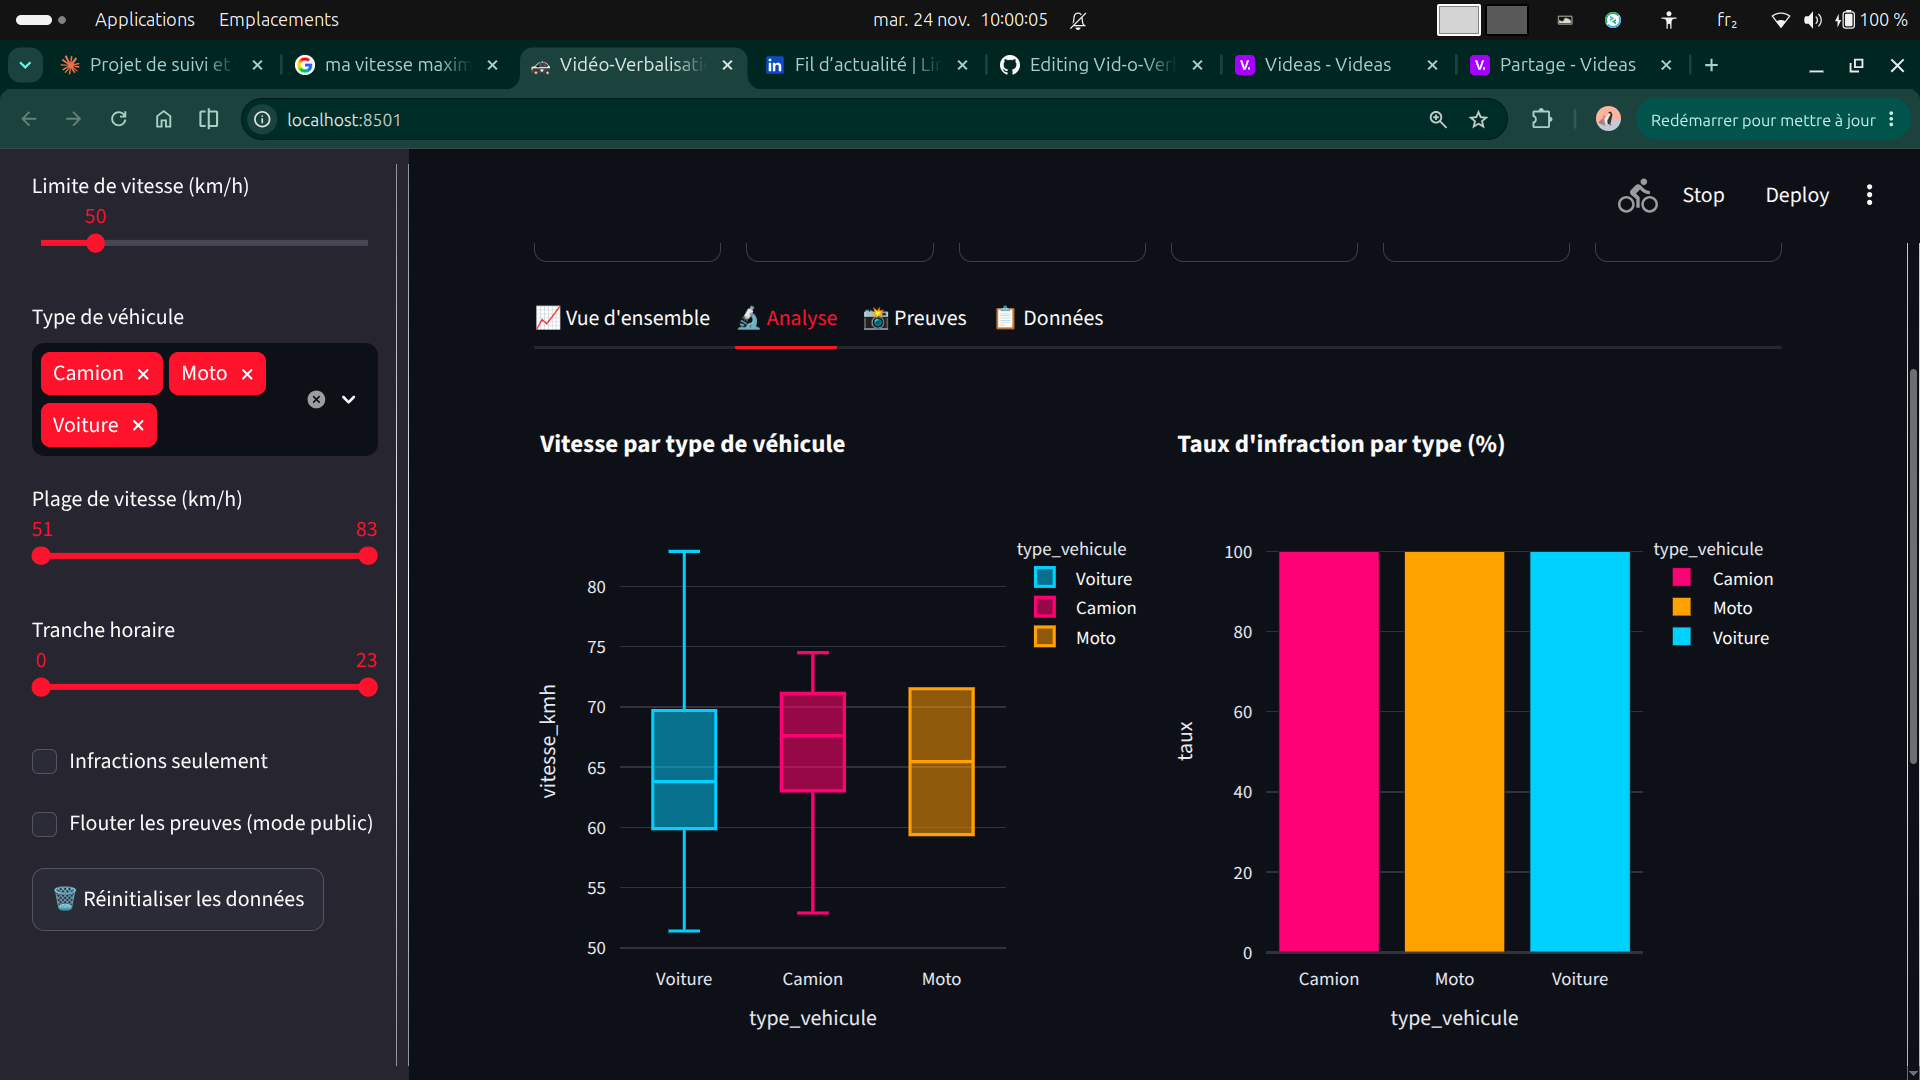 Applications Emplacements mar. 24 nov. 10:00:05 fr₂ 100 %
Projet de suivi et ma vitesse maxim Vidéo-Verbalisati Fil d’actualité | Lin Editing Vid-o-Verl Videas - Videas Partage - Videas
localhost:8501 Redémarrer pour mettre à jour
Stop Deploy
Limite de vitesse (km/h)
50
Type de véhicule
Camion Moto
Voiture
Plage de vitesse (km/h)
51 83
Tranche horaire
0 23
Infractions seulement
Flouter les preuves (mode public)
Réinitialiser les données
Vue d'ensemble Analyse Preuves Données
Vitesse par type de véhicule
vitesse_kmh
80
75
70
65
60
55
50
Voiture Camion Moto
type_vehicule
type_vehicule
Voiture
Camion
Moto
Taux d'infraction par type (%)
taux
100
80
60
40
20
0
Camion Moto Voiture
type_vehicule
type_vehicule
Camion
Moto
Voiture